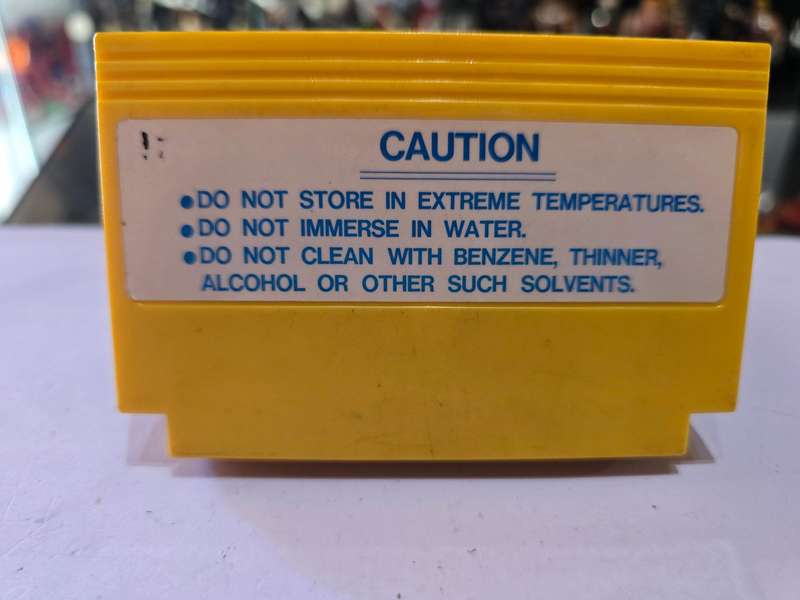 CAUTION
●DO NOT STORE IN EXTREME TEMPERATURES.
●DO NOT IMMERSE IN WATER.
●DO NOT CLEAN WITH BENZENE, THINNER,
ALCOHOL OR OTHER SUCH SOLVENTS.